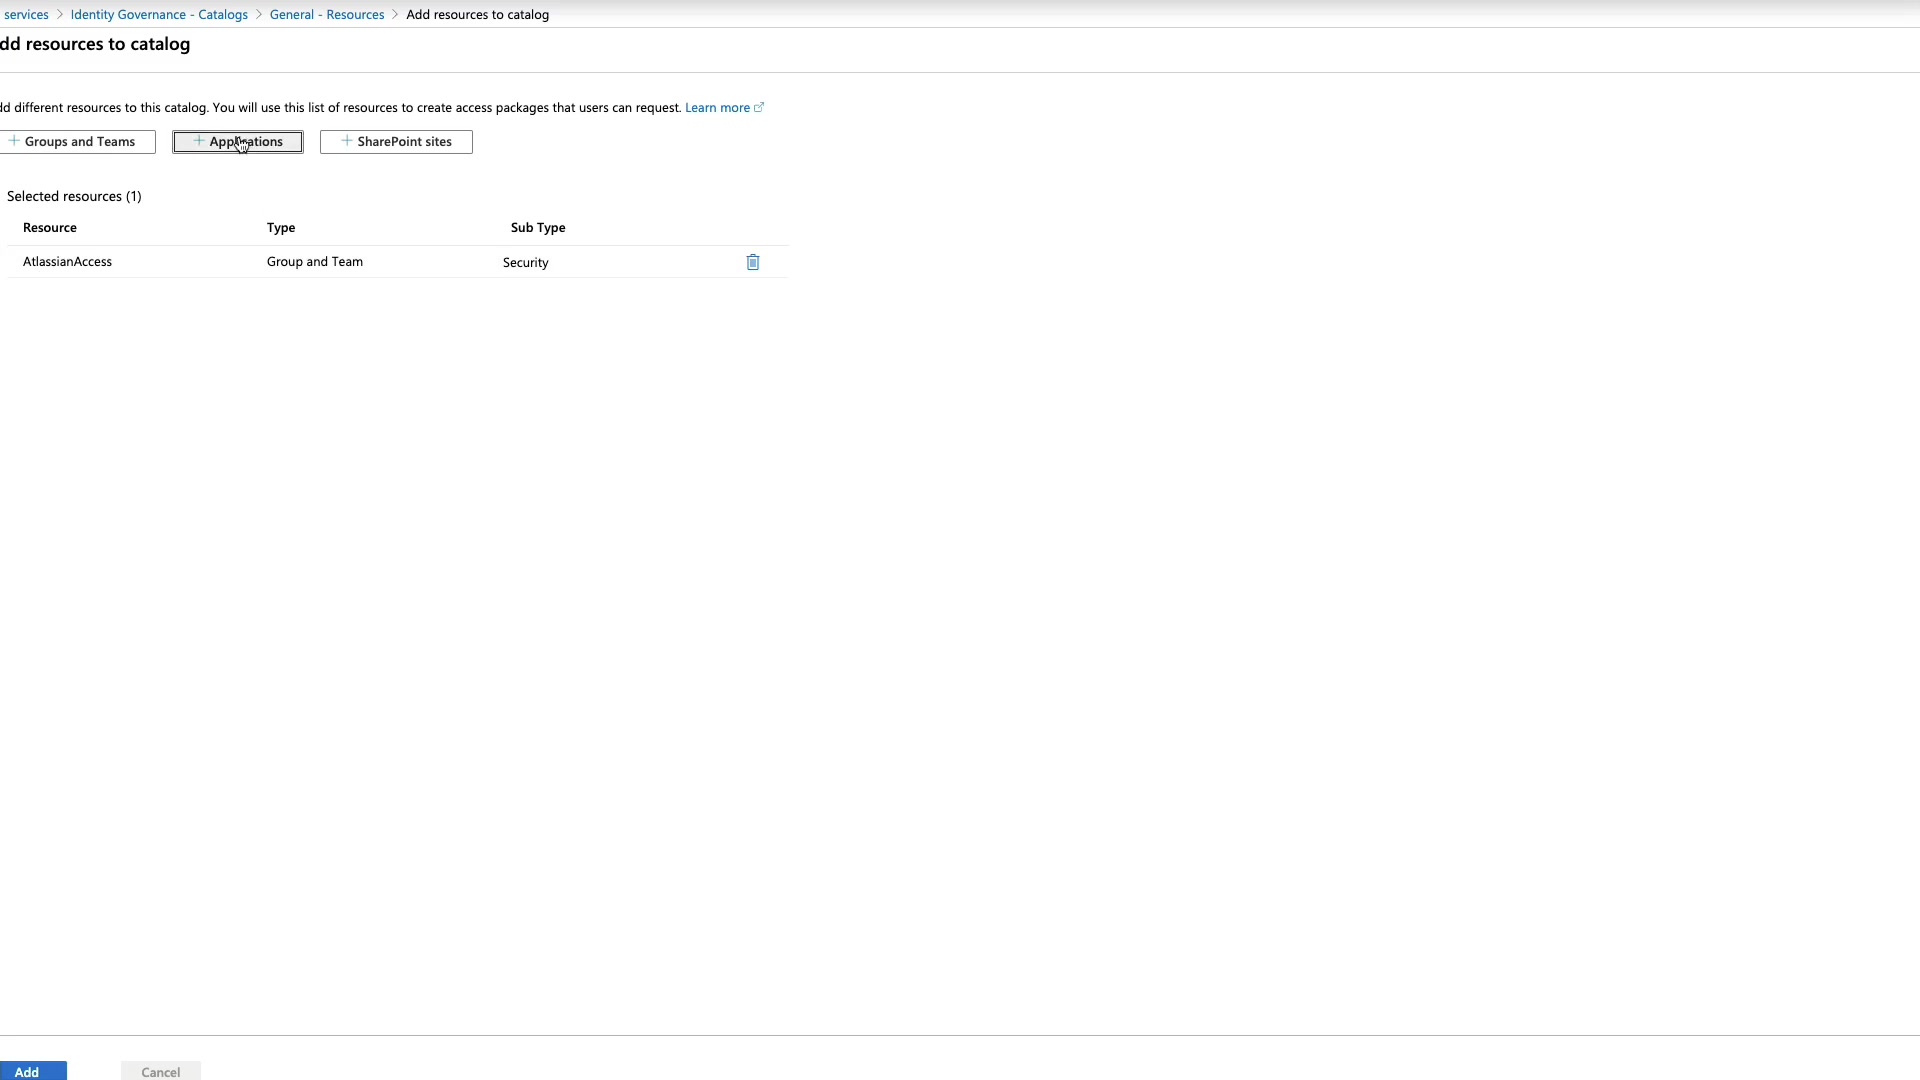 services > Identity Governance - Catalogs > General - Resources > Add resources to catalog
dd resources to catalog
dd different resources to this catalog. You will use this list of resources to create access packages that users can request. Learn more
+ Groups and Teams + Applications + SharePoint sites
Selected resources (1)
Resource Type Sub Type
AtlassianAccess Group and Team Security
Add Cancel